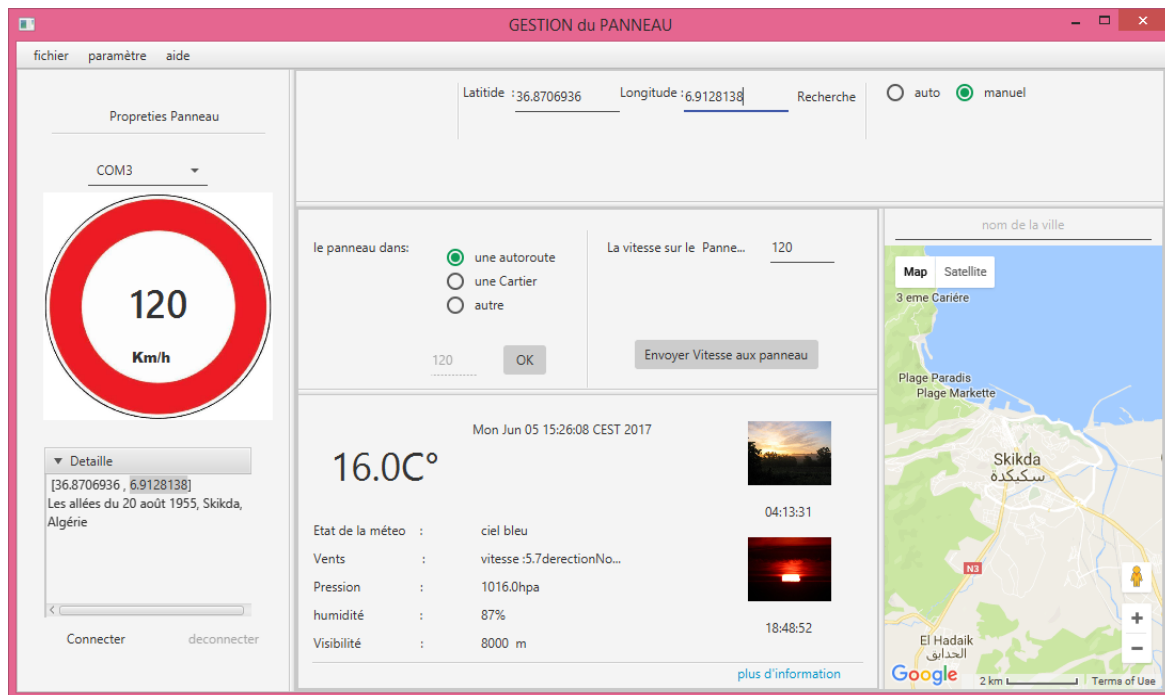 GESTION du PANNEAU
fichier paramètre aide
Propreties Panneau
COM3
120
Km/h
▼ Detaille
[36.8706936 , 6.9128138]
Les allées du 20 août 1955, Skikda,
Algérie
Connecter deconnecter
Latitide : 36.8706936 Longitude : 6.9128138 Recherche
auto manuel
le panneau dans:
une autoroute
une Cartier
autre
120 OK
La vitesse sur le Panne... 120
Envoyer Vitesse aux panneau
Mon Jun 05 15:26:08 CEST 2017
16.0C°
Etat de la méteo : ciel bleu
Vents : vitesse :5.7derectionNo...
Pression : 1016.0hpa
humidité : 87%
Visibilité : 8000 m
04:13:31
18:48:52
plus d'information
nom de la ville
Map Satellite
3 eme Cariére
Plage Paradis
Plage Markette
Skikda
سكيكدة
N3
El Hadaik
الحدايق
Google 2 km Terms of Use